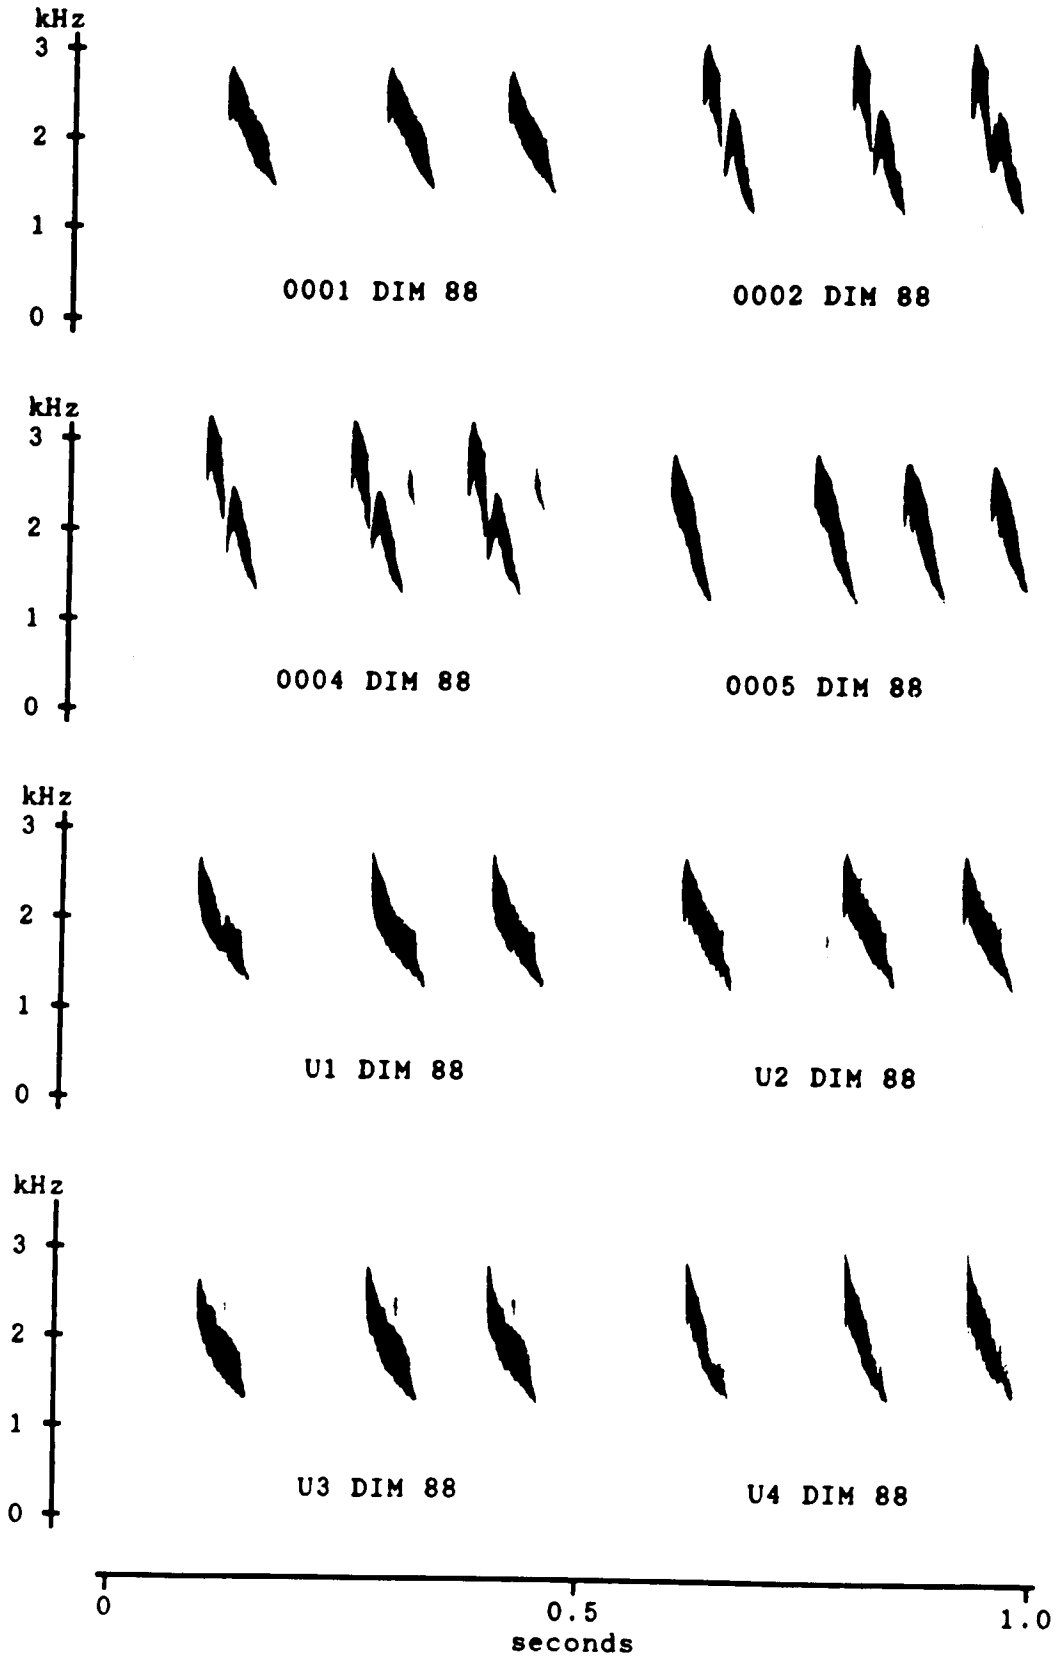 kHz
3
2
1
0
0001 DIM 88
0002 DIM 88
kHz
3
2
1
0
0004 DIM 88
0005 DIM 88
kHz
3
2
1
0
U1 DIM 88
U2 DIM 88
kHz
3
2
1
0
U3 DIM 88
U4 DIM 88
0
0.5
1.0
seconds